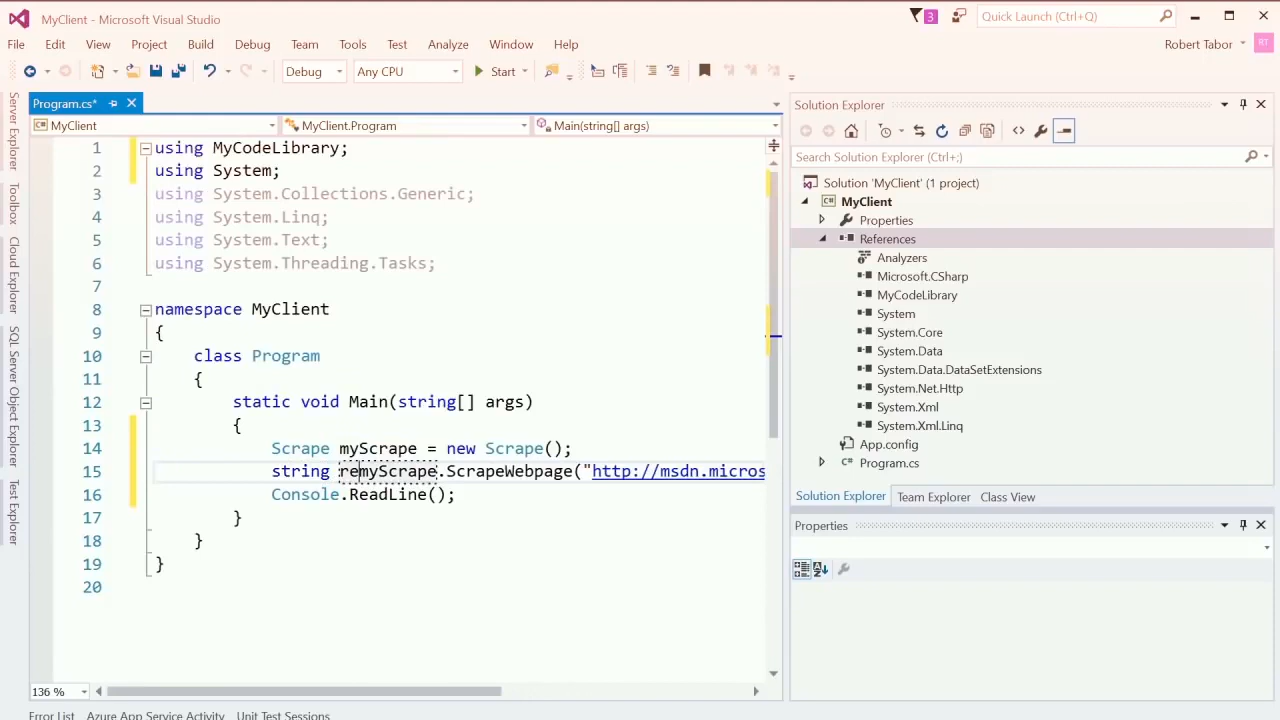 MyClient - Microsoft Visual Studio
3
Quick Launch (Ctrl+Q)
File Edit View Project Build Debug Team Tools Test Analyze Window Help
Robert Tabor
RT
Debug
Any CPU
Start
Program.cs*
MyClient
MyClient.Program
Main(string[] args)
1 using MyCodeLibrary;
2 using System;
3 using System.Collections.Generic;
4 using System.Linq;
5 using System.Text;
6 using System.Threading.Tasks;
7
8 namespace MyClient
9 {
10 class Program
11 {
12 static void Main(string[] args)
13 {
14 Scrape myScrape = new Scrape();
15 string remyScrape.ScrapeWebpage("http://msdn.micros
16 Console.ReadLine();
17 }
18 }
19 }
20
136 %
Server Explorer
Toolbox
Cloud Explorer
SQL Server Object Explorer
Test Explorer
Solution Explorer
Search Solution Explorer (Ctrl+;)
Solution 'MyClient' (1 project)
C# MyClient
Properties
References
Analyzers
Microsoft.CSharp
MyCodeLibrary
System
System.Core
System.Data
System.Data.DataSetExtensions
System.Net.Http
System.Xml
System.Xml.Linq
App.config
C# Program.cs
Solution Explorer Team Explorer Class View
Properties
Error List Azure App Service Activity Unit Test Sessions